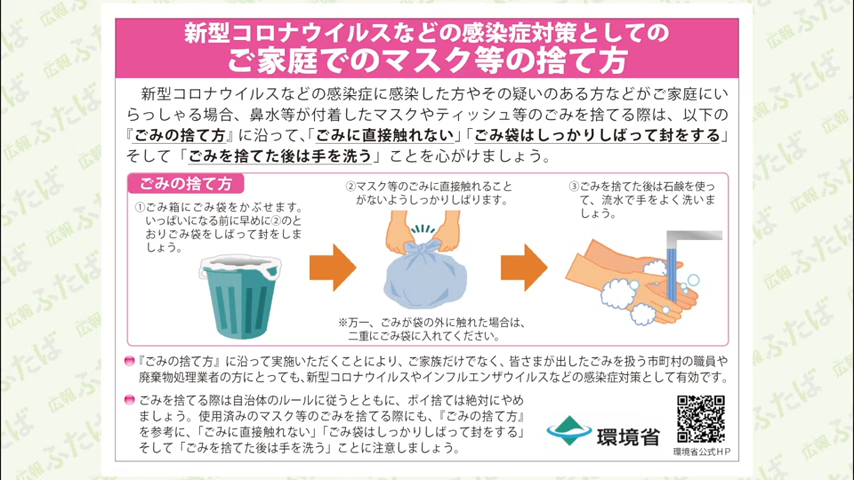 新型コロナウイルスなどの感染症対策としての
ご家庭でのマスク等の捨て方
新型コロナウイルスなどの感染症に感染した方やその疑いのある方などがご家庭にい
らっしゃる場合、鼻水等が付着したマスクやティッシュ等のごみを捨てる際は、以下の
『ごみの捨て方』に沿って、「ごみに直接触れない」「ごみ袋はしっかりしばって封をする」
そして「ごみを捨てた後は手を洗う」ことを心がけましょう。
ごみの捨て方
①ごみ箱にごみ袋をかぶせます。
いっぱいになる前に早めに②のと
おりごみ袋をしばって封をしま
しょう。
②マスク等のごみに直接触れること
がないようしっかりしばります。
※万一、ごみが袋の外に触れた場合は、
二重にごみ袋に入れてください。
③ごみを捨てた後は石鹸を使っ
て、流水で手をよく洗いま
しょう。
『ごみの捨て方』に沿って実施いただくことにより、ご家族だけでなく、皆さまが出したごみを扱う市町村の職員や
廃棄物処理業者の方にとっても、新型コロナウイルスやインフルエンザウイルスなどの感染症対策として有効です。
ごみを捨てる際は自治体のルールに従うとともに、ポイ捨ては絶対にやめ
ましょう。使用済みのマスク等のごみを捨てる際にも、『ごみの捨て方』
を参考に、「ごみに直接触れない」「ごみ袋はしっかりしばって封をする」
そして「ごみを捨てた後は手を洗う」ことに注意しましょう。
環境省
環境省公式HP
広報ふたば